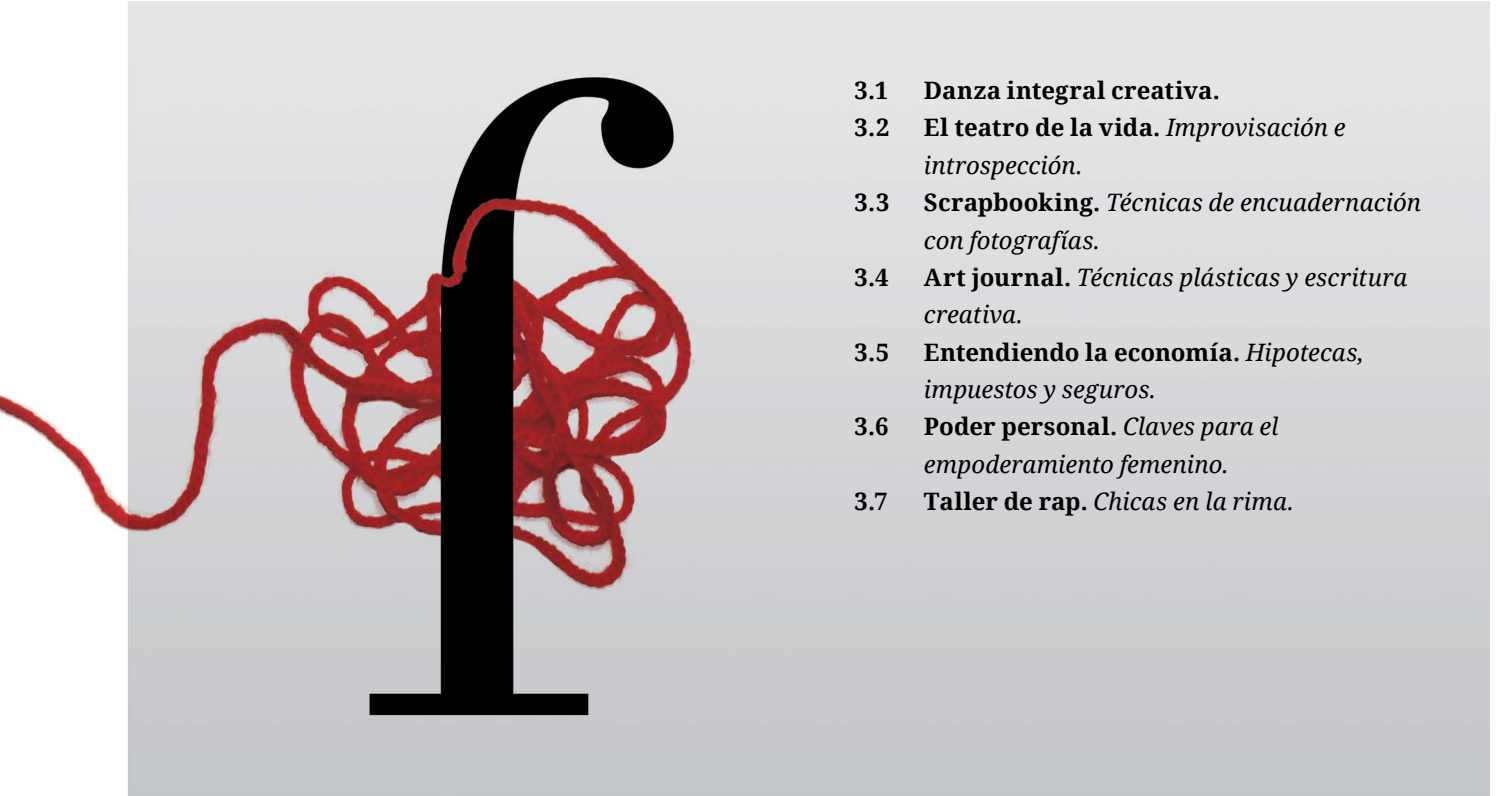 f
3.1 Danza integral creativa.
3.2 El teatro de la vida. Improvisación e
introspección.
3.3 Scrapbooking. Técnicas de encuadernación
con fotografías.
3.4 Art journal. Técnicas plásticas y escritura
creativa.
3.5 Entendiendo la economía. Hipotecas,
impuestos y seguros.
3.6 Poder personal. Claves para el
empoderamiento femenino.
3.7 Taller de rap. Chicas en la rima.